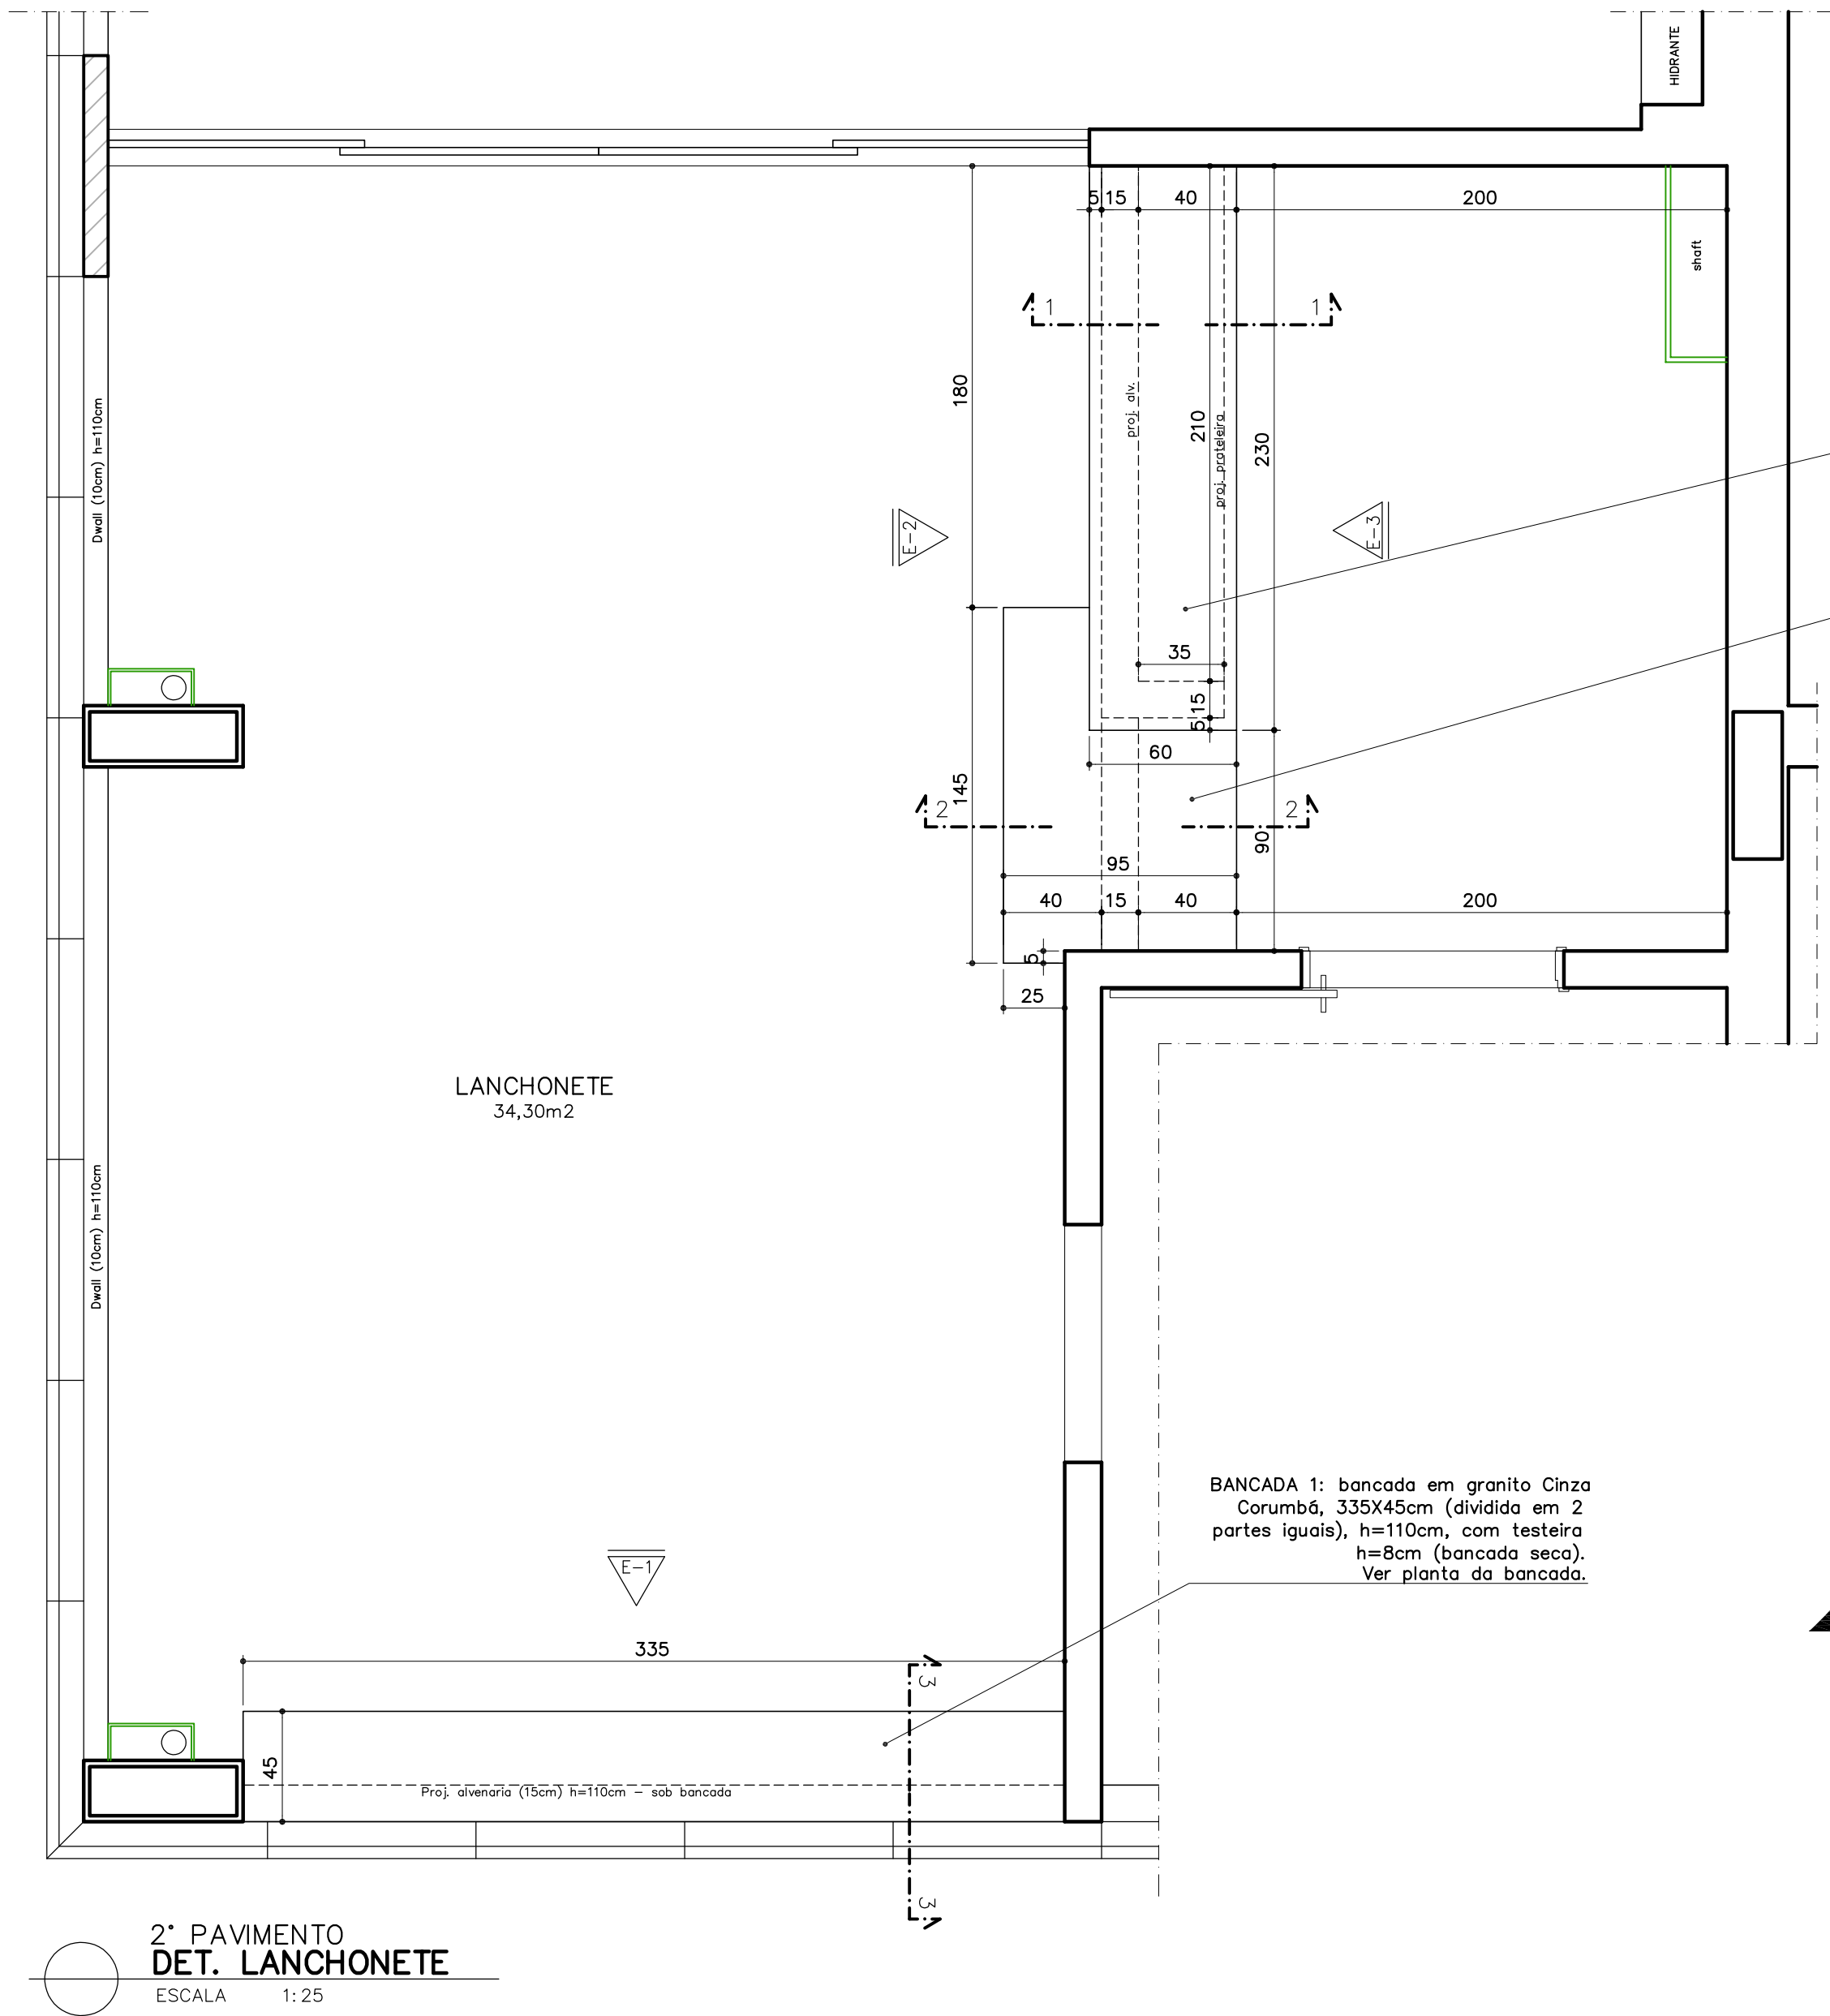 HIDRANTE
5
15
40
200
shaft
1
1
180
proj. alv.
210
proj. prateleira
230
Dwall (10cm) h=110cm
E-2
E-3
35
15
5
60
145
2
2
90
95
40
15
40
200
5
25
LANCHONETE
34,30m2
Dwall (10cm) h=110cm
BANCADA 1: bancada em granito Cinza
Corumbá, 335X45cm (dividida em 2
partes iguais), h=110cm, com testeira
h=8cm (bancada seca).
Ver planta da bancada.
E-1
335
3
45
Proj. alvenaria (15cm) h=110cm – sob bancada
3
2° PAVIMENTO
DET. LANCHONETE
ESCALA 1:25